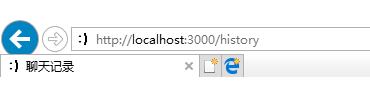 :) http://localhost:3000/history
:) 聊天记录